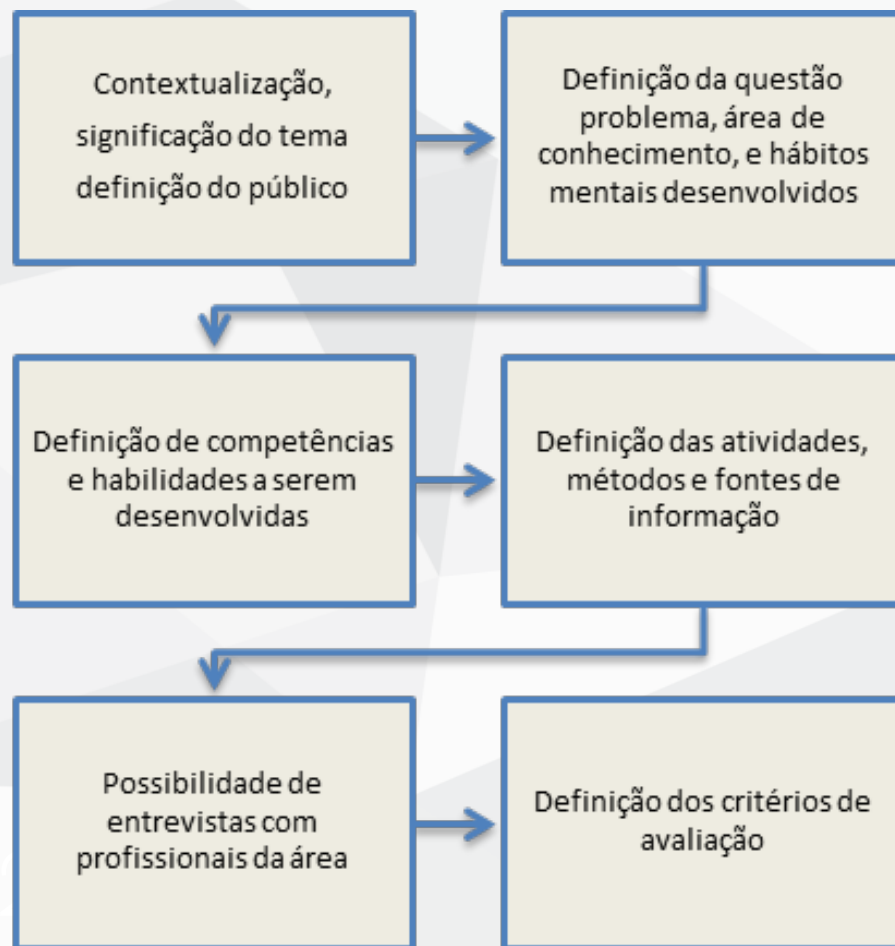 Contextualização,
significação do tema
definição do público
Definição da questão
problema, área de
conhecimento, e hábitos
mentais desenvolvidos
Definição de competências
e habilidades a serem
desenvolvidas
Definição das atividades,
métodos e fontes de
informação
Possibilidade de
entrevistas com
profissionais da área
Definição dos critérios de
avaliação